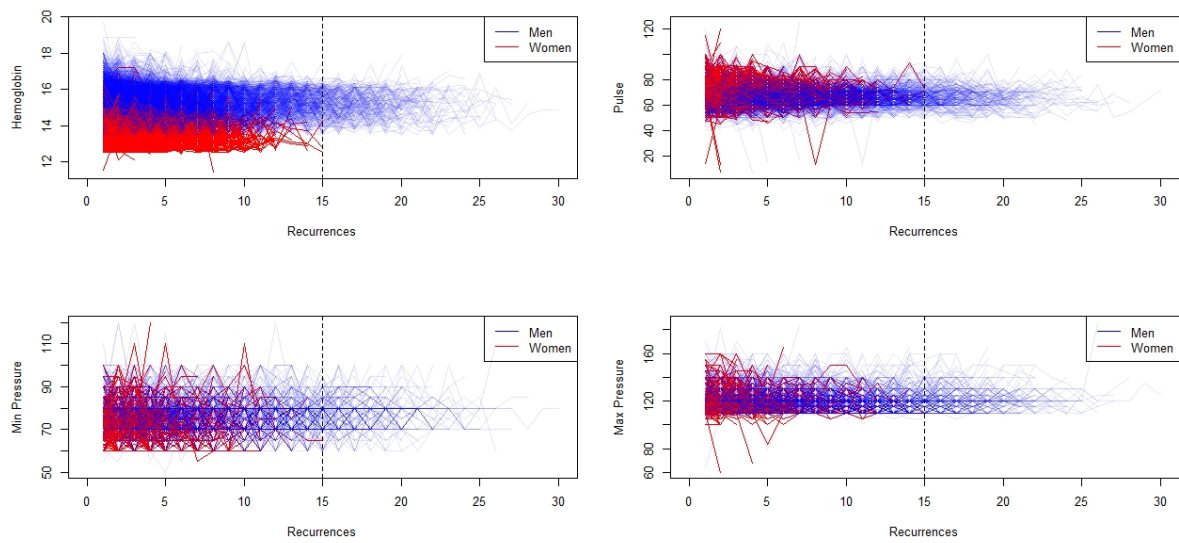 Men
Women
Hemoglobin
20
18
16
14
12
0 5 10 15 20 25 30
Recurrences
Men
Women
Pulse
120
80
60
40
20
0 5 10 15 20 25 30
Recurrences
Men
Women
Min Pressure
110
90
70
50
0 5 10 15 20 25 30
Recurrences
Men
Women
Max Pressure
160
120
80
60
0 5 10 15 20 25 30
Recurrences